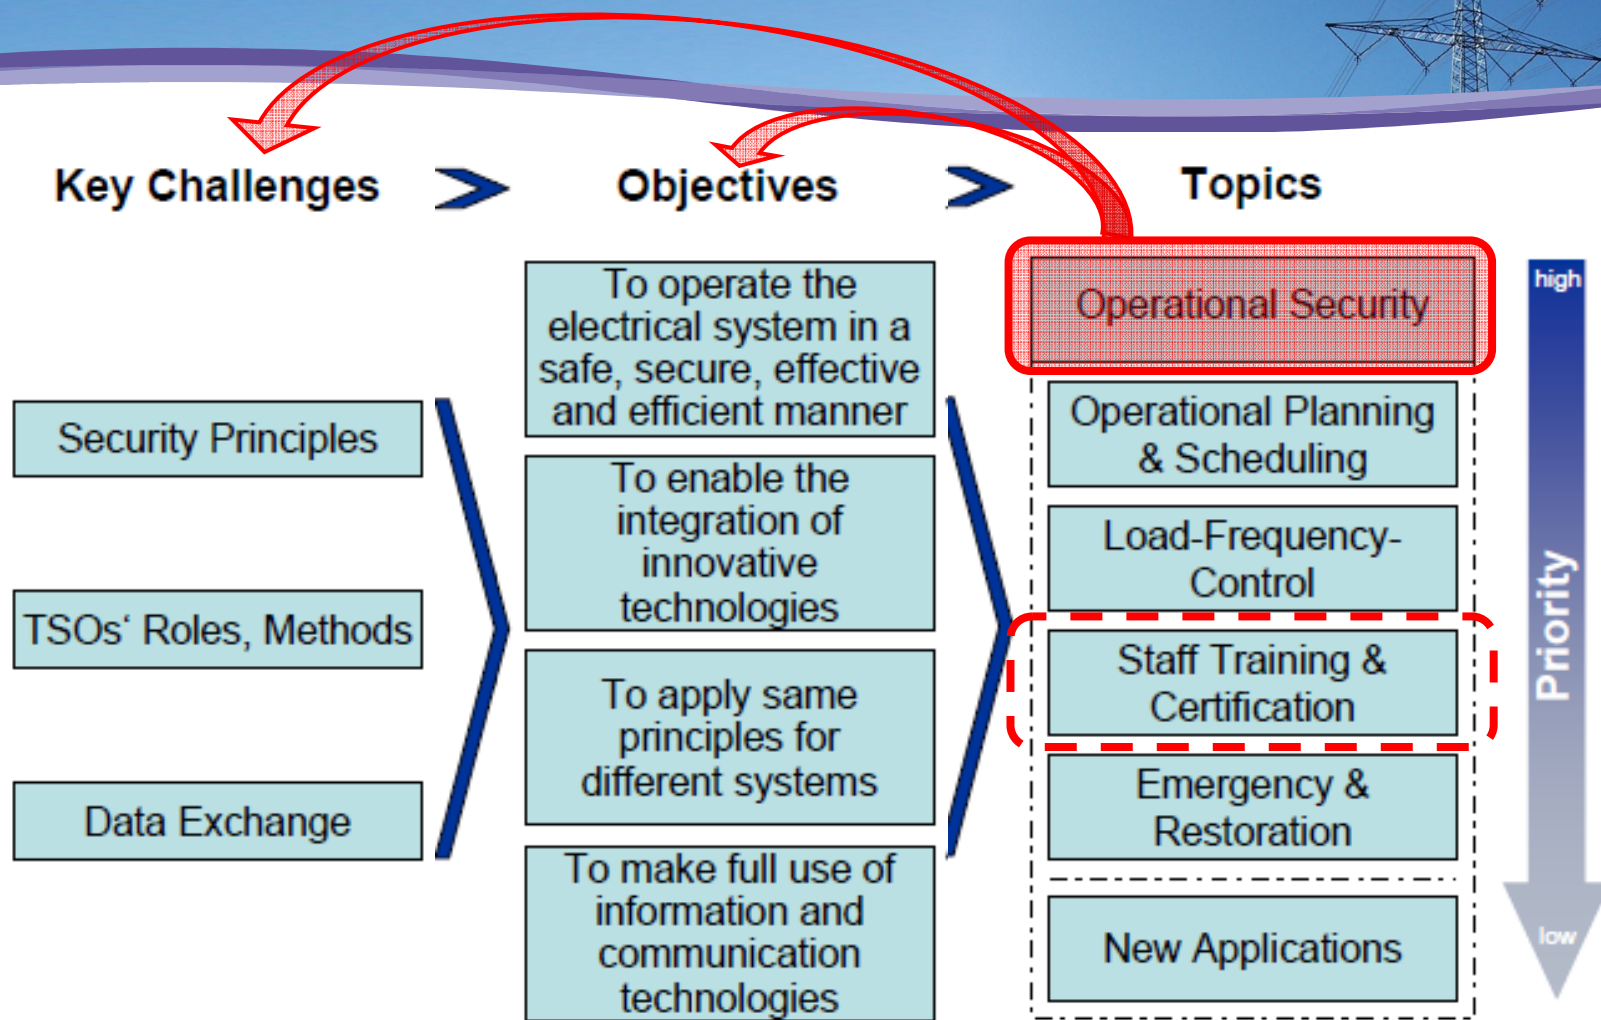 Key Challenges
Objectives
Topics
Security Principles
TSOs‘ Roles, Methods
Data Exchange
To operate the
electrical system in a
safe, secure, effective
and efficient manner
To enable the
integration of
innovative
technologies
To apply same
principles for
different systems
To make full use of
information and
communication
technologies
Operational Security
Operational Planning
& Scheduling
Load-Frequency-
Control
Staff Training &
Certification
Emergency &
Restoration
New Applications
high
Priority
low